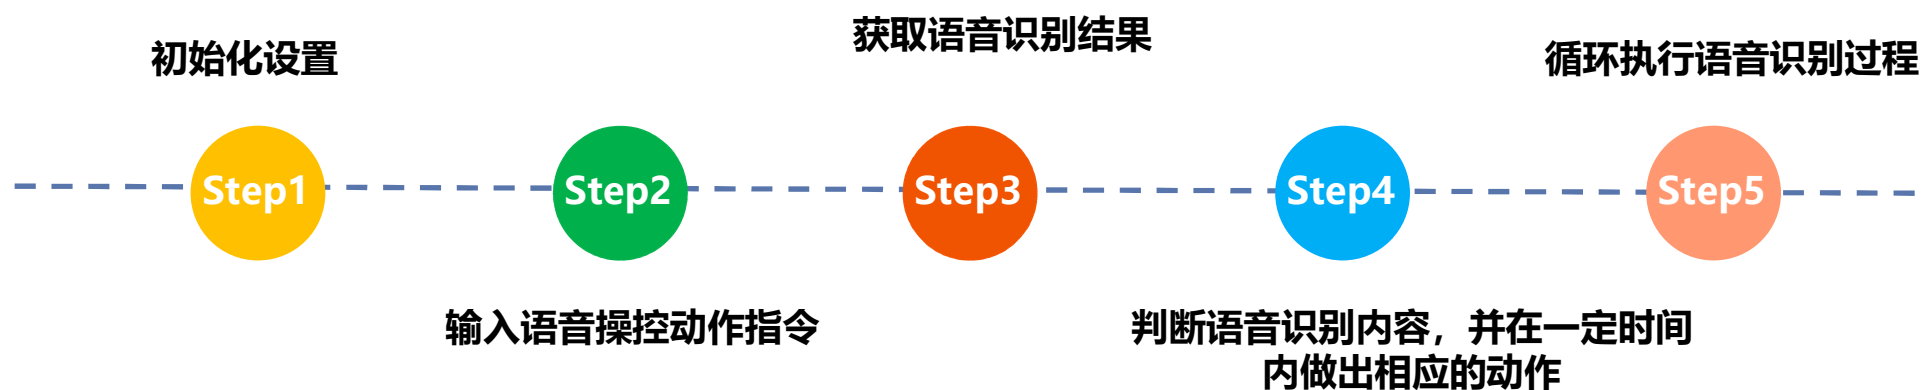 初始化设置
获取语音识别结果
循环执行语音识别过程
Step1
Step2
Step3
Step4
Step5
输入语音操控动作指令
判断语音识别内容，并在一定时间
内做出相应的动作